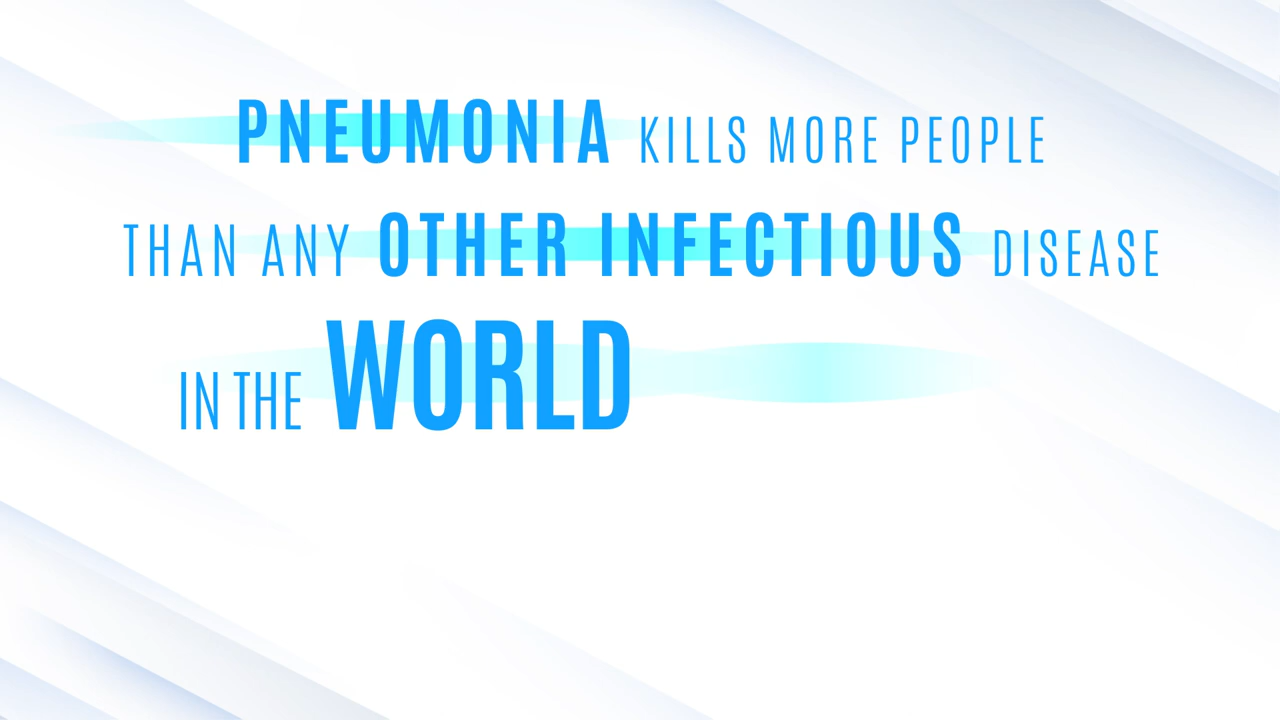 PNEUMONIA KILLS MORE PEOPLE
THAN ANY OTHER INFECTIOUS DISEASE
IN THE WORLD